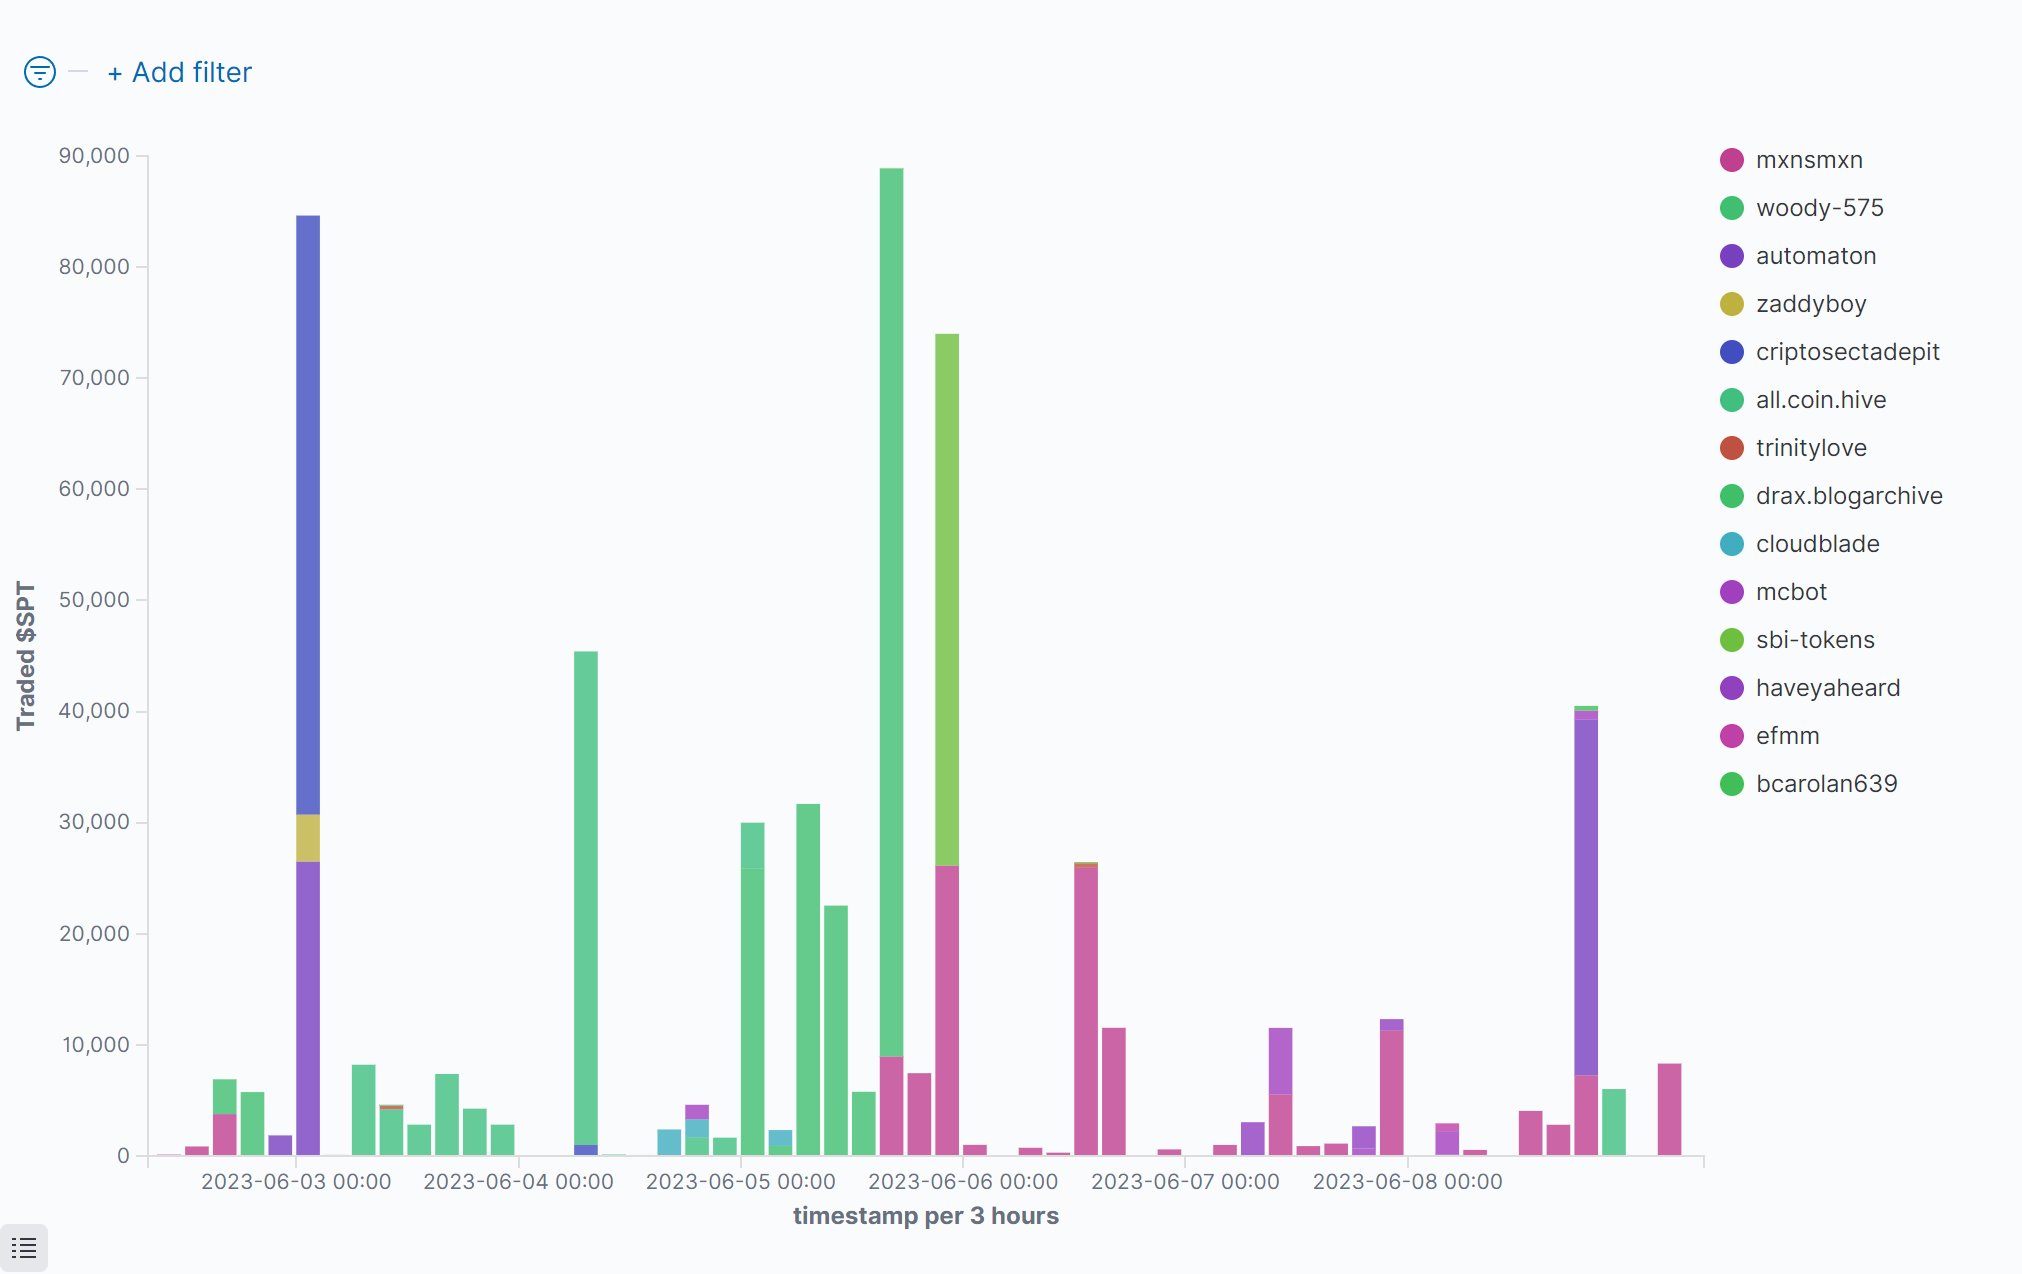 + Add filter
90,000
80,000
70,000
60,000
50,000
40,000
30,000
20,000
10,000
0
Traded $SPT
2023-06-03 00:00
2023-06-04 00:00
2023-06-05 00:00
2023-06-06 00:00
2023-06-07 00:00
2023-06-08 00:00
timestamp per 3 hours
mxnsmxn
woody-575
automaton
zaddyboy
criptosectadepit
all.coin.hive
trinitylove
drax.blogarchive
cloudblade
mcbot
sbi-tokens
haveyaheard
efmm
bcarolan639